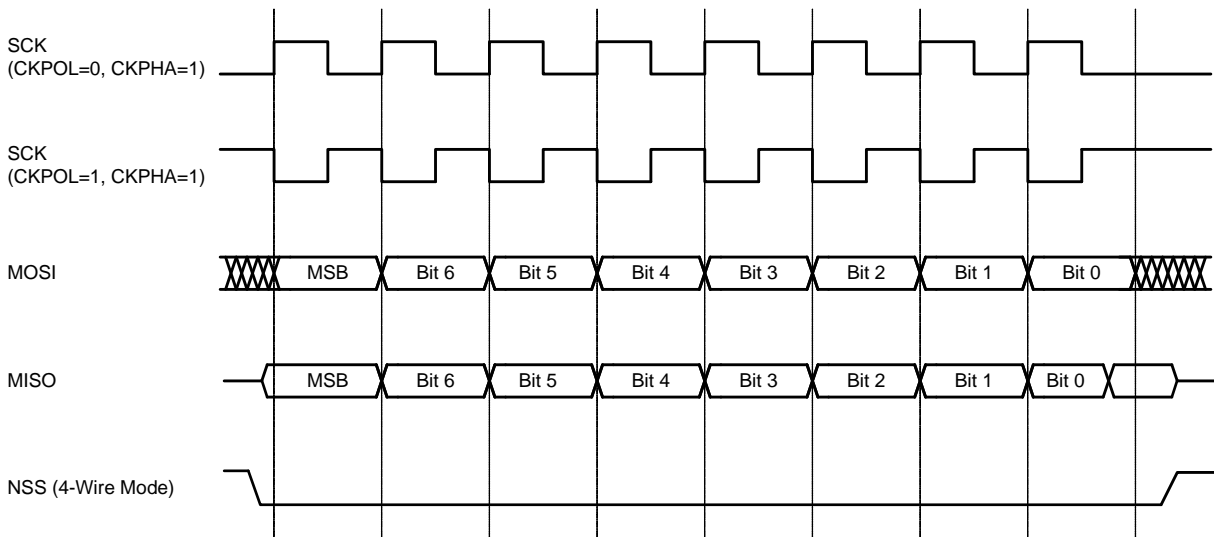 SCK
(CKPOL=0, CKPHA=1)
SCK
(CKPOL=1, CKPHA=1)
MOSI
MSB
Bit 6
Bit 5
Bit 4
Bit 3
Bit 2
Bit 1
Bit 0
MISO
MSB
Bit 6
Bit 5
Bit 4
Bit 3
Bit 2
Bit 1
Bit 0
NSS (4-Wire Mode)